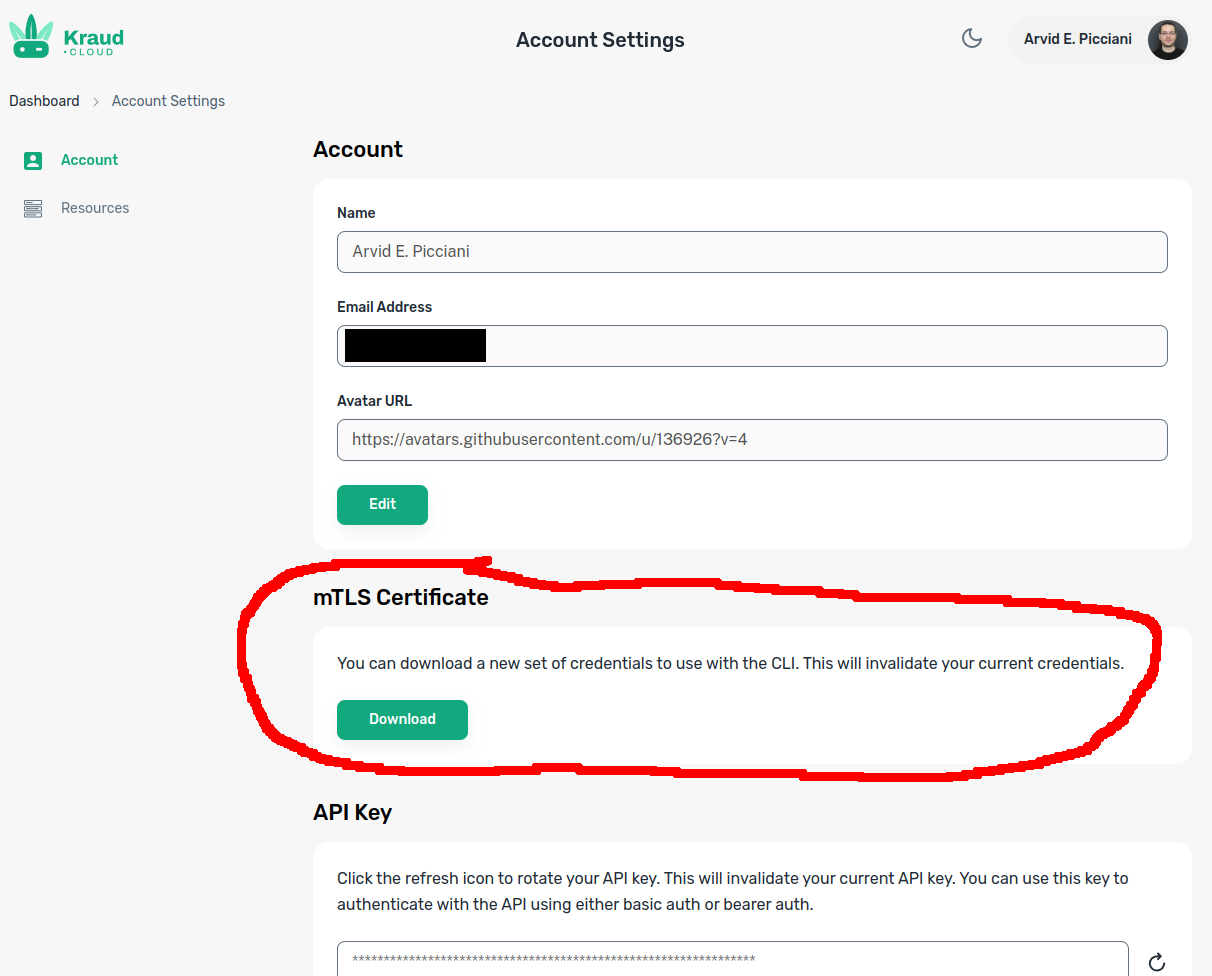 Kraud
•CLOUD
Account Settings
Arvid E. Picciani
Dashboard > Account Settings
Account
Resources
Account
Name
Arvid E. Picciani
Email Address
Avatar URL
https://avatars.githubusercontent.com/u/136926?v=4
Edit
mTLS Certificate
You can download a new set of credentials to use with the CLI. This will invalidate your current credentials.
Download
API Key
Click the refresh icon to rotate your API key. This will invalidate your current API key. You can use this key to
authenticate with the API using either basic auth or bearer auth.
****************************************************************